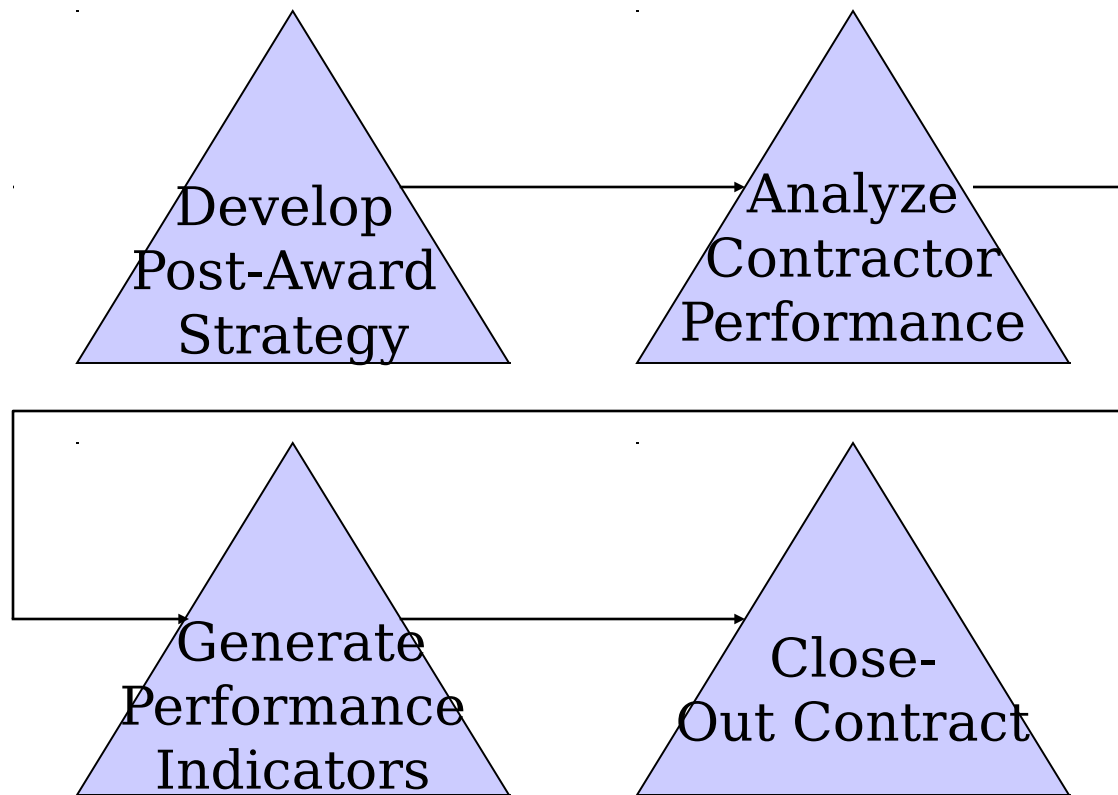 Develop
Post-Award
Strategy
Analyze
Contractor
Performance
Generate
Performance
Indicators
Close-
Out Contract